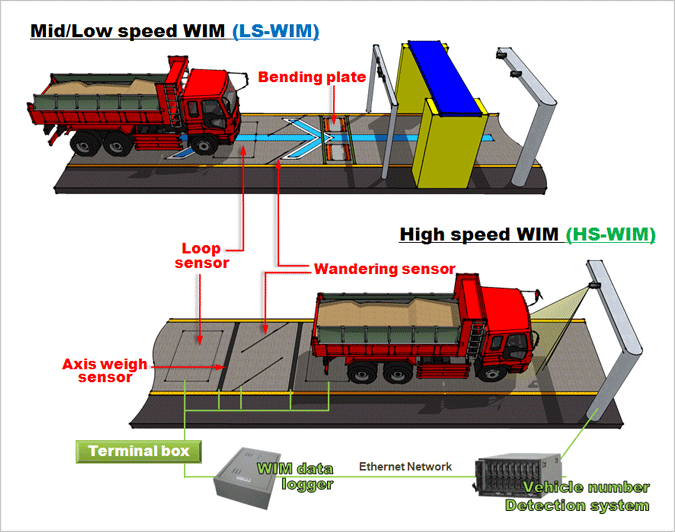 Mid/Low speed WIM (LS-WIM)
Bending plate
High speed WIM (HS-WIM)
Loop
sensor
Wandering sensor
Axis weigh
sensor
Terminal box
WIM data
logger
Ethernet Network
Vehicle number
Detection system